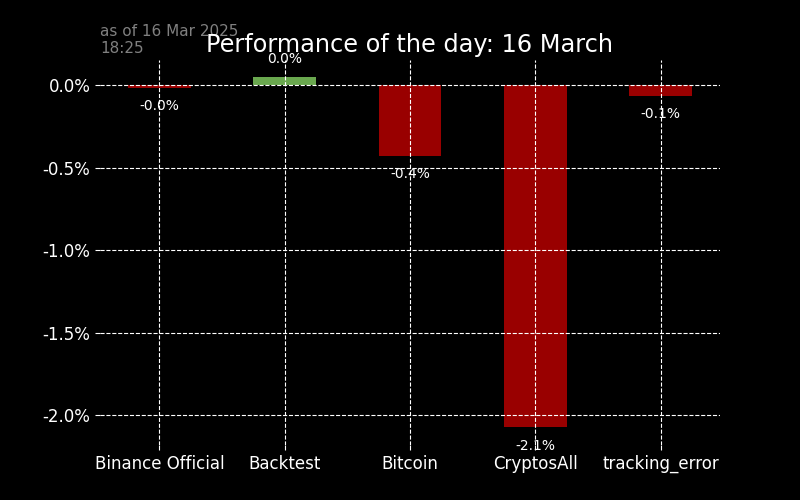 as of 16 Mar 2025
18:25
Performance of the day: 16 March
0.0%
0.0%
-0.0%
-0.1%
-0.5%
-0.4%
-1.0%
-1.5%
-2.0%
-2.1%
Binance Official
Backtest
Bitcoin
CryptosAll
tracking_error